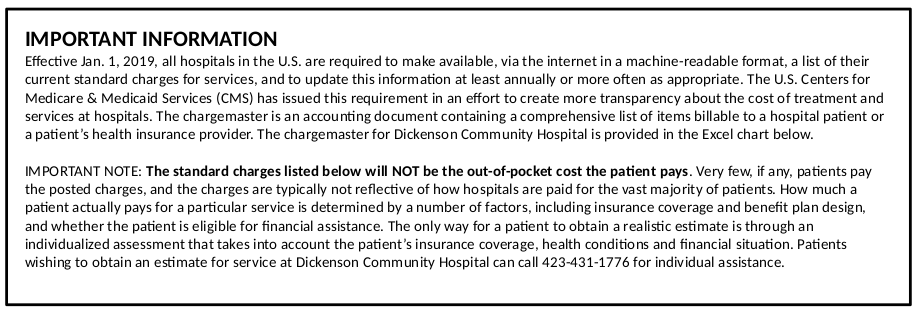 IMPORTANT INFORMATION
Effective Jan. 1, 2019, all hospitals in the U.S. are required to make available, via the internet in a machine-readable format, a list of their
current standard charges for services, and to update this information at least annually or more often as appropriate. The U.S. Centers for
Medicare & Medicaid Services (CMS) has issued this requirement in an effort to create more transparency about the cost of treatment and
services at hospitals. The chargemaster is an accounting document containing a comprehensive list of items billable to a hospital patient or
a patient's health insurance provider. The chargemaster for Dickenson Community Hospital is provided in the Excel chart below.
IMPORTANT NOTE: The standard charges listed below will NOT be the out-of-pocket cost the patient pays. Very few, if any, patients pay
the posted charges, and the charges are typically not reflective of how hospitals are paid for the vast majority of patients. How much a
patient actually pays for a particular service is determined by a number of factors, including insurance coverage and benefit plan design,
and whether the patient is eligible for financial assistance. The only way for a patient to obtain a realistic estimate is through an
individualized assessment that takes into account the patient's insurance coverage, health conditions and financial situation. Patients
wishing to obtain an estimate for service at Dickenson Community Hospital can call 423-431-1776 for individual assistance.